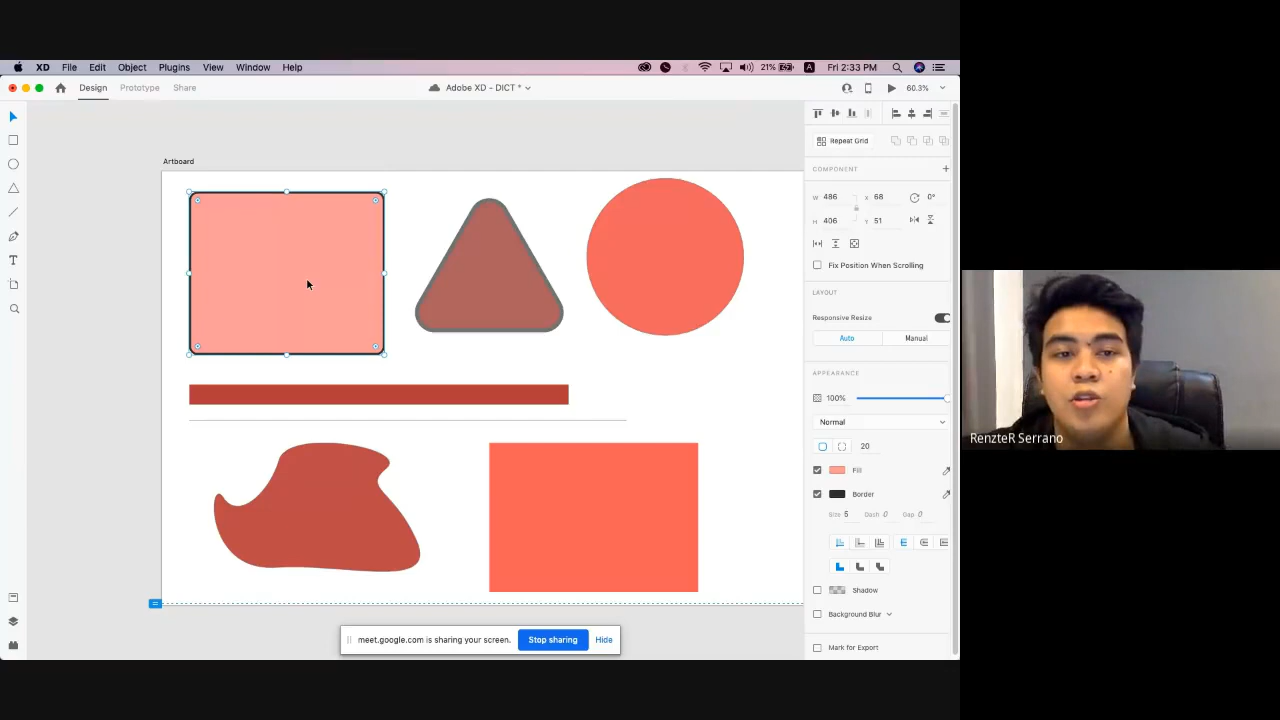 XD File Edit Object Plugins View Window Help
21% A Fri 2:33 PM
Design Prototype Share
Adobe XD - DICT *
60.3%
Repeat Grid
Artboard
COMPONENT +
W 486 X 68 0°
H 406 Y 51
Fix Position When Scrolling
LAYOUT
Responsive Resize
Auto Manual
APPEARANCE
100%
Normal
20
Fill
Border
Size 5 Dash 0 Gap 0
Shadow
Background Blur
Mark for Export
meet.google.com is sharing your screen. Stop sharing Hide
RenzteR Serrano